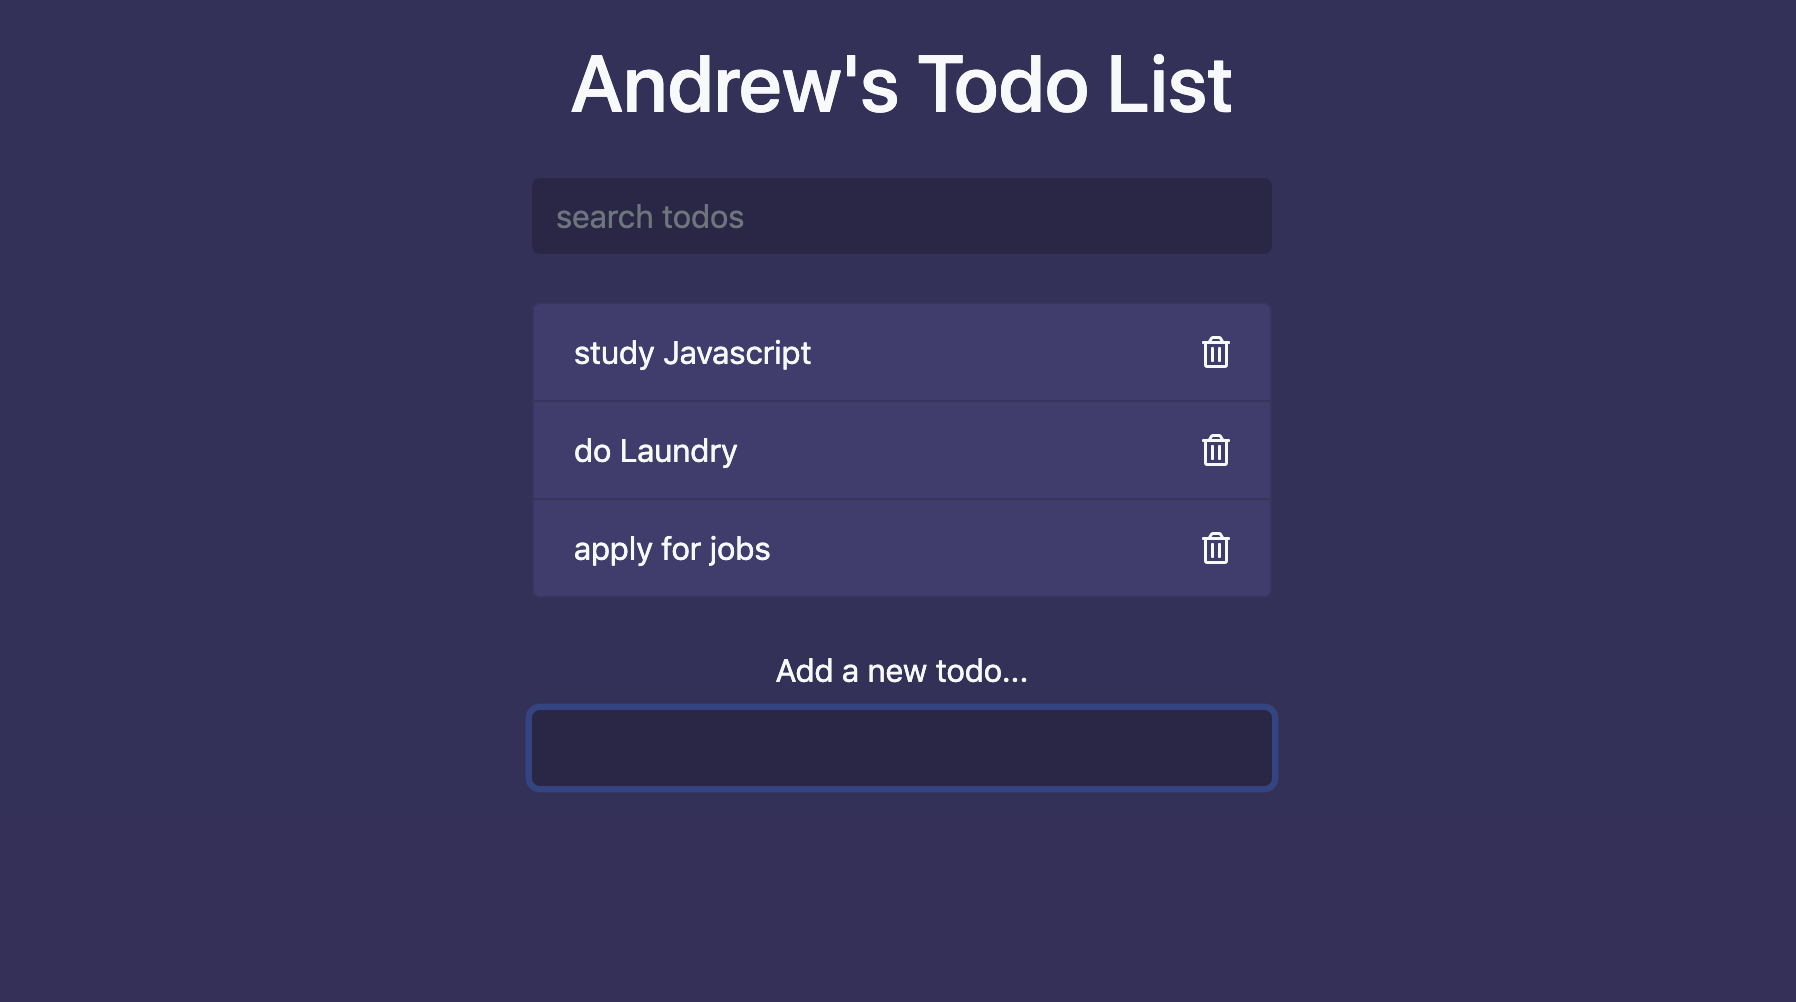 Andrew's Todo List
search todos
study Javascript
do Laundry
apply for jobs
Add a new todo...